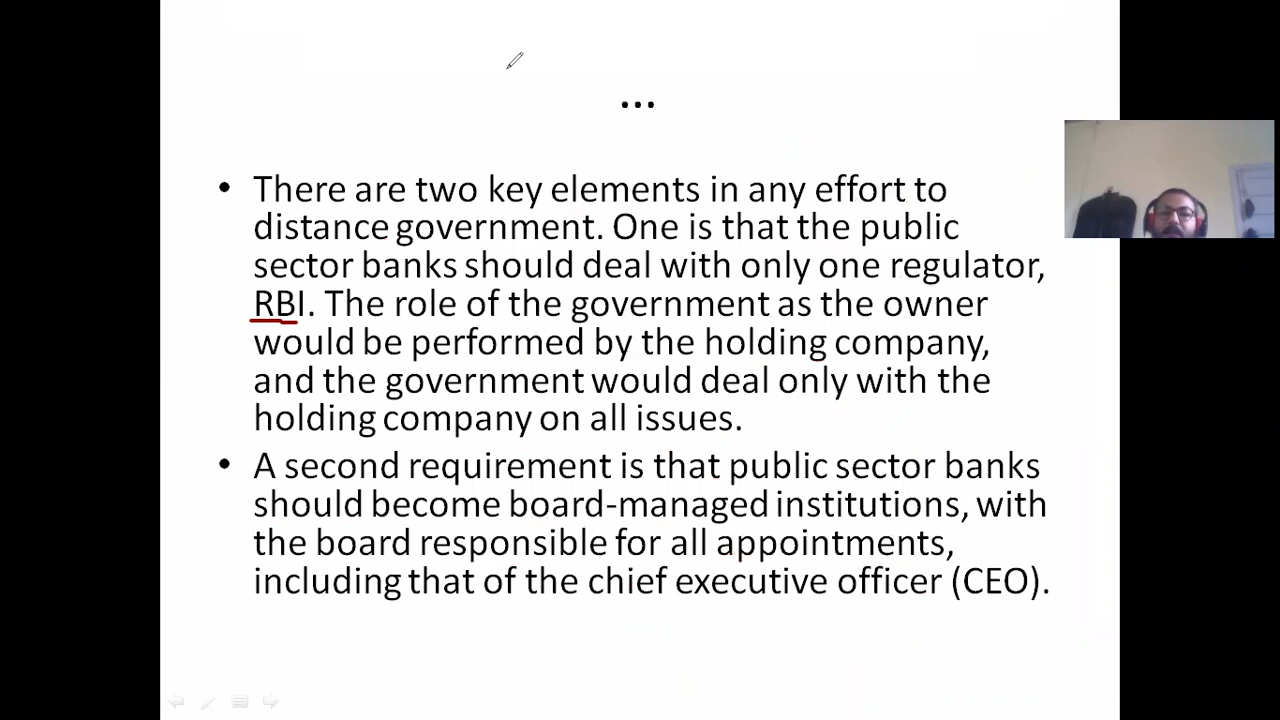 ...
• There are two key elements in any effort to
distance government. One is that the public
sector banks should deal with only one regulator,
RBI. The role of the government as the owner
would be performed by the holding company,
and the government would deal only with the
holding company on all issues.
• A second requirement is that public sector banks
should become board-managed institutions, with
the board responsible for all appointments,
including that of the chief executive officer (CEO).